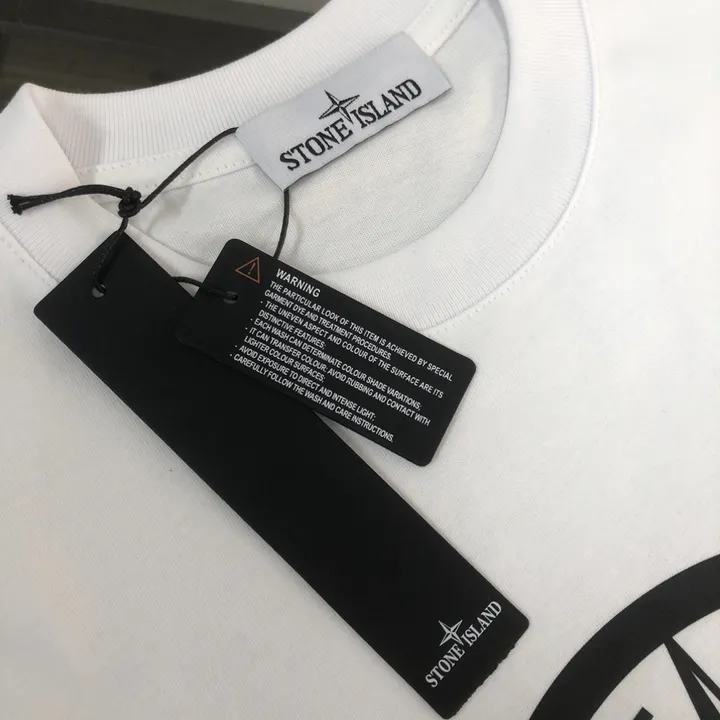 STONE ISLAND
WARNING
THE PARTICULAR LOOK OF THIS ITEM IS ACHIEVED BY SPECIAL
GARMENT DYE AND TREATMENT PROCEDURES.
- THE UNEVEN ASPECT AND COLOUR OF THE SURFACE ARE ITS
DISTINCTIVE FEATURES;
- EACH WASH CAN DETERMINATE COLOUR SHADE VARIATIONS;
- IT CAN TRANSFER COLOUR, AVOID RUBBING AND CONTACT WITH
LIGHTER COLOUR SURFACES;
- AVOID EXPOSURE TO DIRECT AND INTENSE LIGHT;
- CAREFULLY FOLLOW THE WASH AND CARE INSTRUCTIONS.
STONE ISLAND